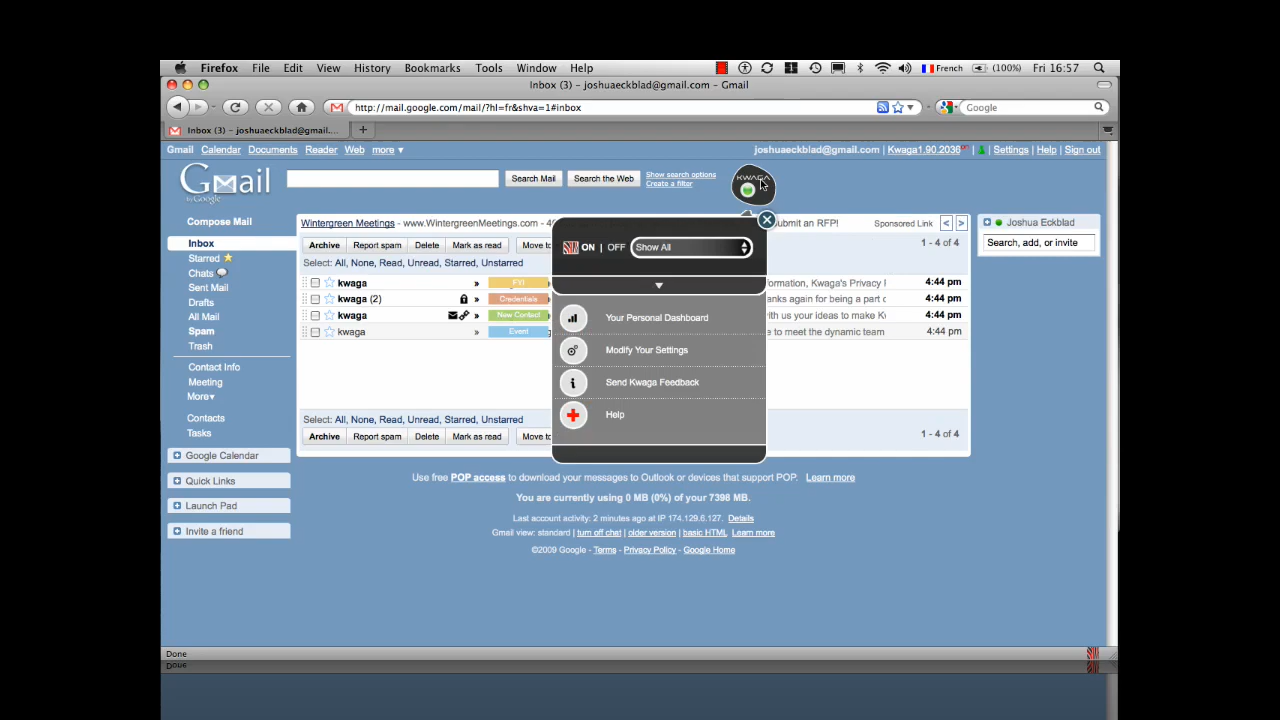 Firefox File Edit View History Bookmarks Tools Window Help French (100%) Fri 16:57
Inbox (3) – joshuaeckblad@gmail.com – Gmail
http://mail.google.com/mail/?hl=fr&shva=1#inbox Google
Inbox (3) – joshuaeckblad@gmail....
Gmail Calendar Documents Reader Web more joshuaeckblad@gmail.com | Kwaga1.90.2036 | Settings | Help | Sign out
Gmail by Google
Search Mail Search the Web
Show search options
Create a filter
KWAGA
Compose Mail
Inbox
Starred
Chats
Sent Mail
Drafts
All Mail
Spam
Trash
Contact Info
Meeting
More▾
Contacts
Tasks
Google Calendar
Quick Links
Launch Pad
Invite a friend
Wintergreen Meetings - www.WintergreenMeetings.com - ubmit an RFP! Sponsored Link < >
Archive Report spam Delete Mark as read Move to 1 - 4 of 4
Select: All, None, Read, Unread, Starred, Unstarred
kwaga » FYI ormation, Kwaga's Privacy 4:44 pm
kwaga (2) » Credentials anks again for being a part 4:44 pm
kwaga » New Contact ith us your ideas to make 4:44 pm
kwaga » Event e to meet the dynamic team 4:44 pm
Select: All, None, Read, Unread, Starred, Unstarred
Archive Report spam Delete Mark as read Move to 1 - 4 of 4
ON | OFF Show All
Your Personal Dashboard
Modify Your Settings
Send Kwaga Feedback
Help
Joshua Eckblad
Search, add, or invite
Use free POP access to download your messages to Outlook or devices that support POP. Learn more
You are currently using 0 MB (0%) of your 7398 MB.
Last account activity: 2 minutes ago at IP 174.129.6.127. Details
Gmail view: standard | turn off chat | older version | basic HTML Learn more
©2009 Google - Terms - Privacy Policy - Google Home
Done